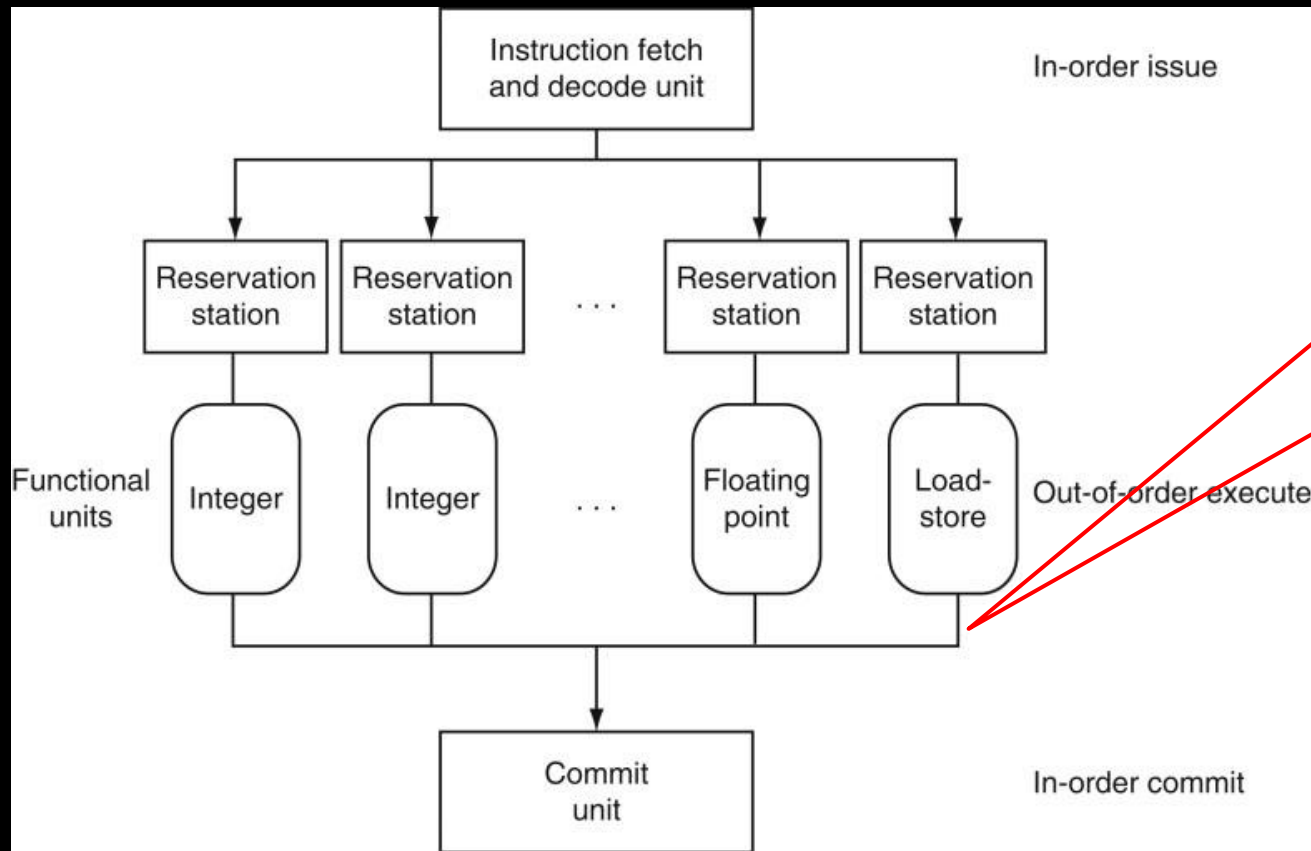 Instruction fetch
and decode unit
In-order issue
Reservation
station
Reservation
station
. . .
Reservation
station
Reservation
station
Functional
units
Integer
Integer
. . .
Floating
point
Load-
store
Out-of-order execute
Commit
unit
In-order commit